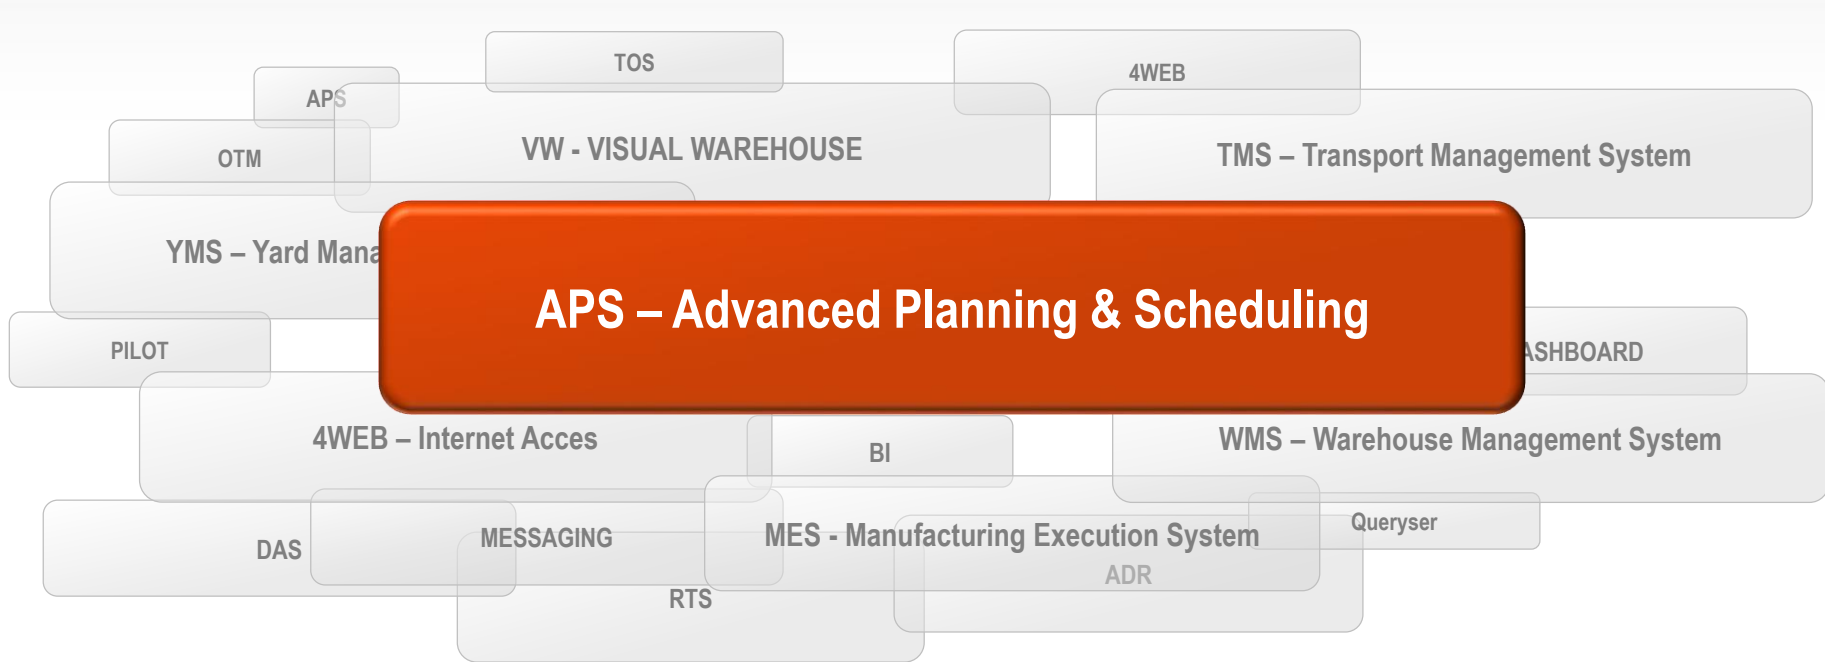 TOS
4WEB
APS
VW - VISUAL WAREHOUSE
TMS – Transport Management System
OTM
YMS – Yard Mana
APS – Advanced Planning & Scheduling
PILOT
ASHBOARD
4WEB – Internet Acces
BI
WMS – Warehouse Management System
Queryser
DAS
MESSAGING
MES - Manufacturing Execution System
ADR
RTS